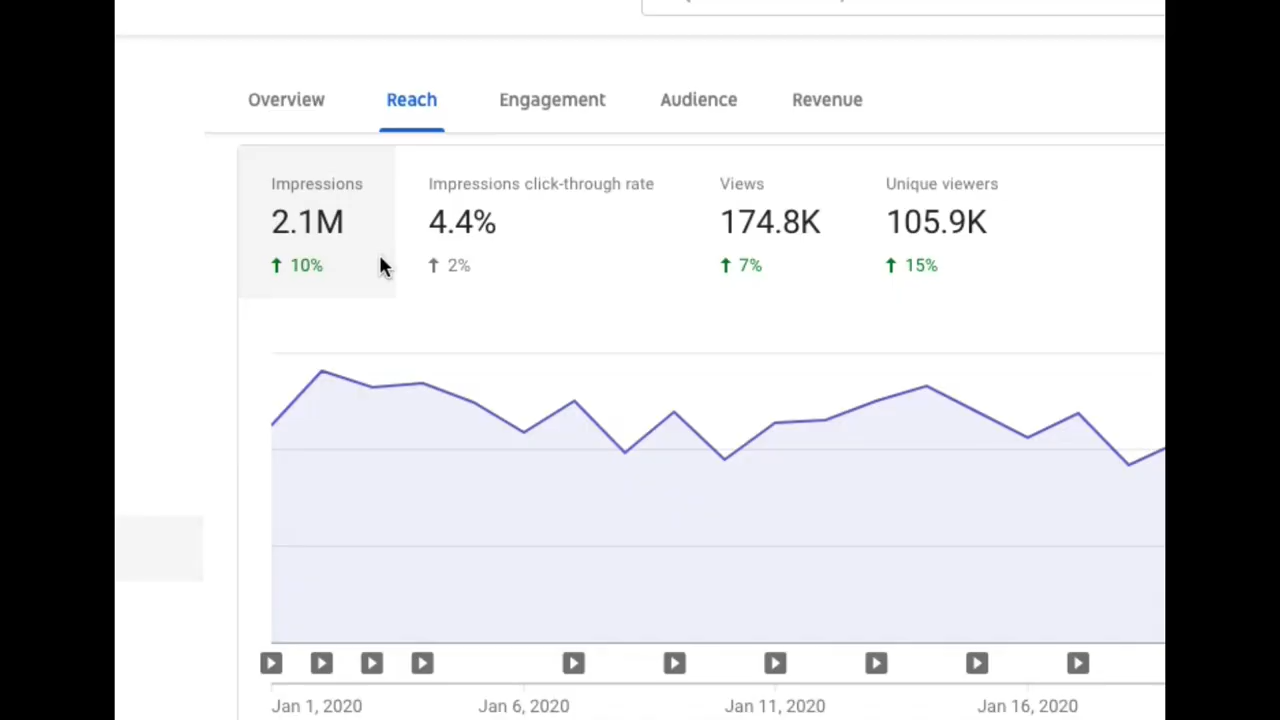 Overview Reach Engagement Audience Revenue
Impressions Impressions click-through rate Views Unique viewers
2.1M 4.4% 174.8K 105.9K
↑ 10% ↑ 2% ↑ 7% ↑ 15%
Jan 1, 2020 Jan 6, 2020 Jan 11, 2020 Jan 16, 2020